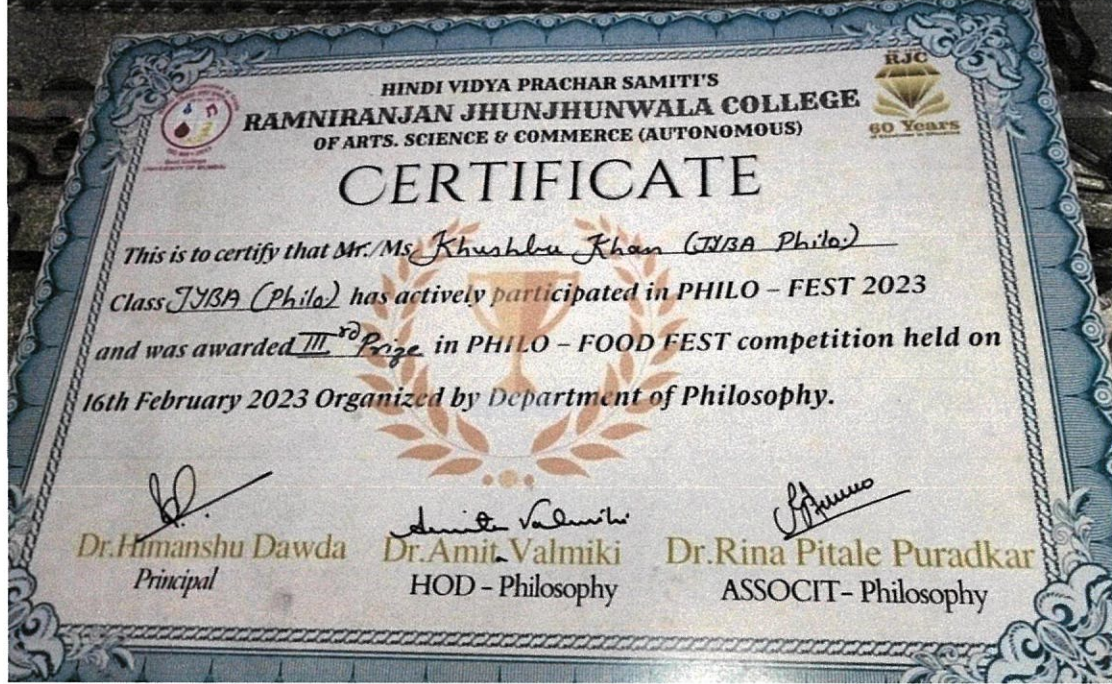 HINDI VIDYA PRACHAR SAMITI'S
RAMNIRANJAN JHUNJHUNWALA COLLEGE
OF ARTS. SCIENCE & COMMERCE (AUTONOMOUS)
RJC
60 Years
CERTIFICATE
This is to certify that Mr./Ms Khushbu Khan (TYBA Philo.)
Class TYBA (Philo) has actively participated in PHILO – FEST 2023
and was awarded III rd Prize in PHILO – FOOD FEST competition held on
16th February 2023 Organized by Department of Philosophy.
Amita Valmiki
Dr.Himanshu Dawda Dr.Amit Valmiki Dr.Rina Pitale Puradkar
Principal HOD – Philosophy ASSOCIT– Philosophy